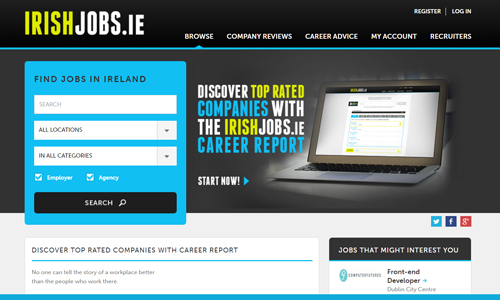 REGISTER | LOG IN
IRISHJOBS.IE
BROWSE COMPANY REVIEWS CAREER ADVICE MY ACCOUNT RECRUITERS
FIND JOBS IN IRELAND
SEARCH
ALL LOCATIONS
IN ALL CATEGORIES
Employer Agency
SEARCH
DISCOVER TOP RATED
COMPANIES WITH
THE IRISHJOBS.IE
CAREER REPORT
START NOW!
IRISHJOBS.IE
DISCOVER TOP RATED COMPANIES WITH CAREER REPORT
No one can tell the story of a workplace better
than the people who work there.
JOBS THAT MIGHT INTEREST YOU
COMPUTERFUTURES
Front-end
Developer
Dublin City Centre